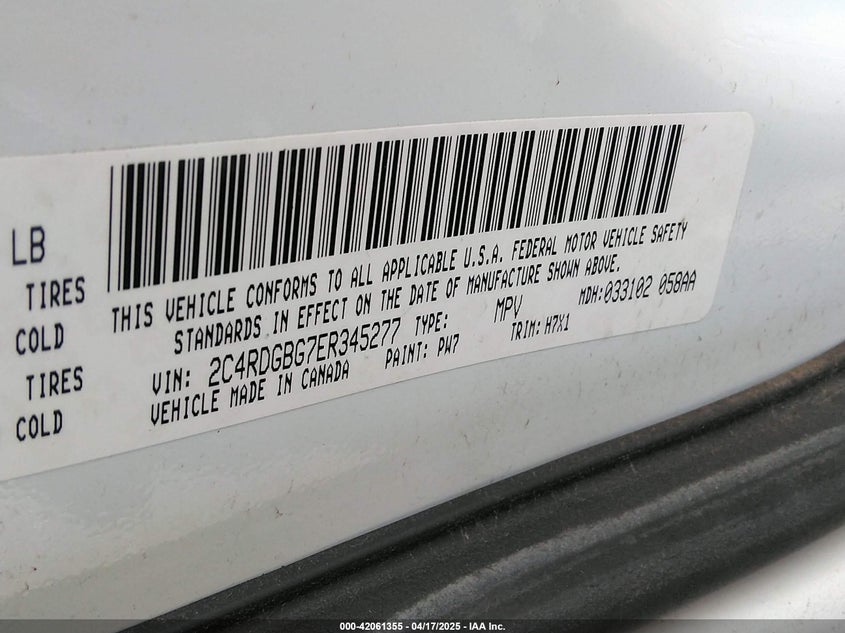 LB
TIRES
COLD
TIRES
COLD
THIS VEHICLE CONFORMS TO ALL APPLICABLE U.S.A. FEDERAL MOTOR VEHICLE SAFETY
STANDARDS IN EFFECT ON THE DATE OF MANUFACTURE SHOWN ABOVE.
VIN: 2C4RDGBG7ER345277 TYPE: MPV MDH:033102 058AA
VEHICLE MADE IN CANADA PAINT: PW7 TRIM: H7X1
000-42061355 - 04/17/2025 - IAA Inc.